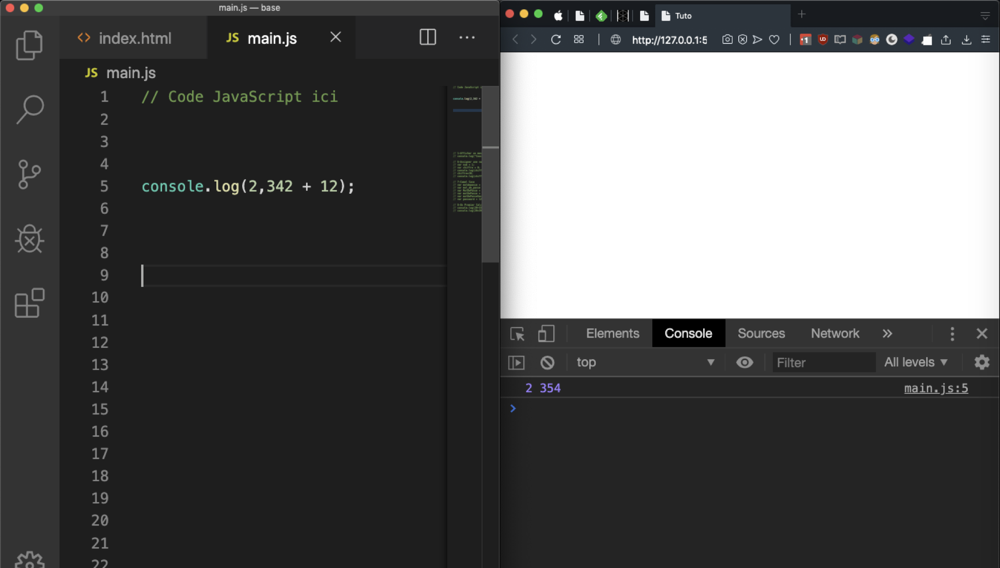 main.js — base
index.html
JS main.js
JS main.js
1 // Code JavaScript ici
2
3
4
5 console.log(2,342 + 12);
6
7
8
9
10
11
12
13
14
15
16
17
18
19
20
21
22
Tuto
http://127.0.0.1:5
Elements Console Sources Network
top Filter All levels
2 354 main.js:5